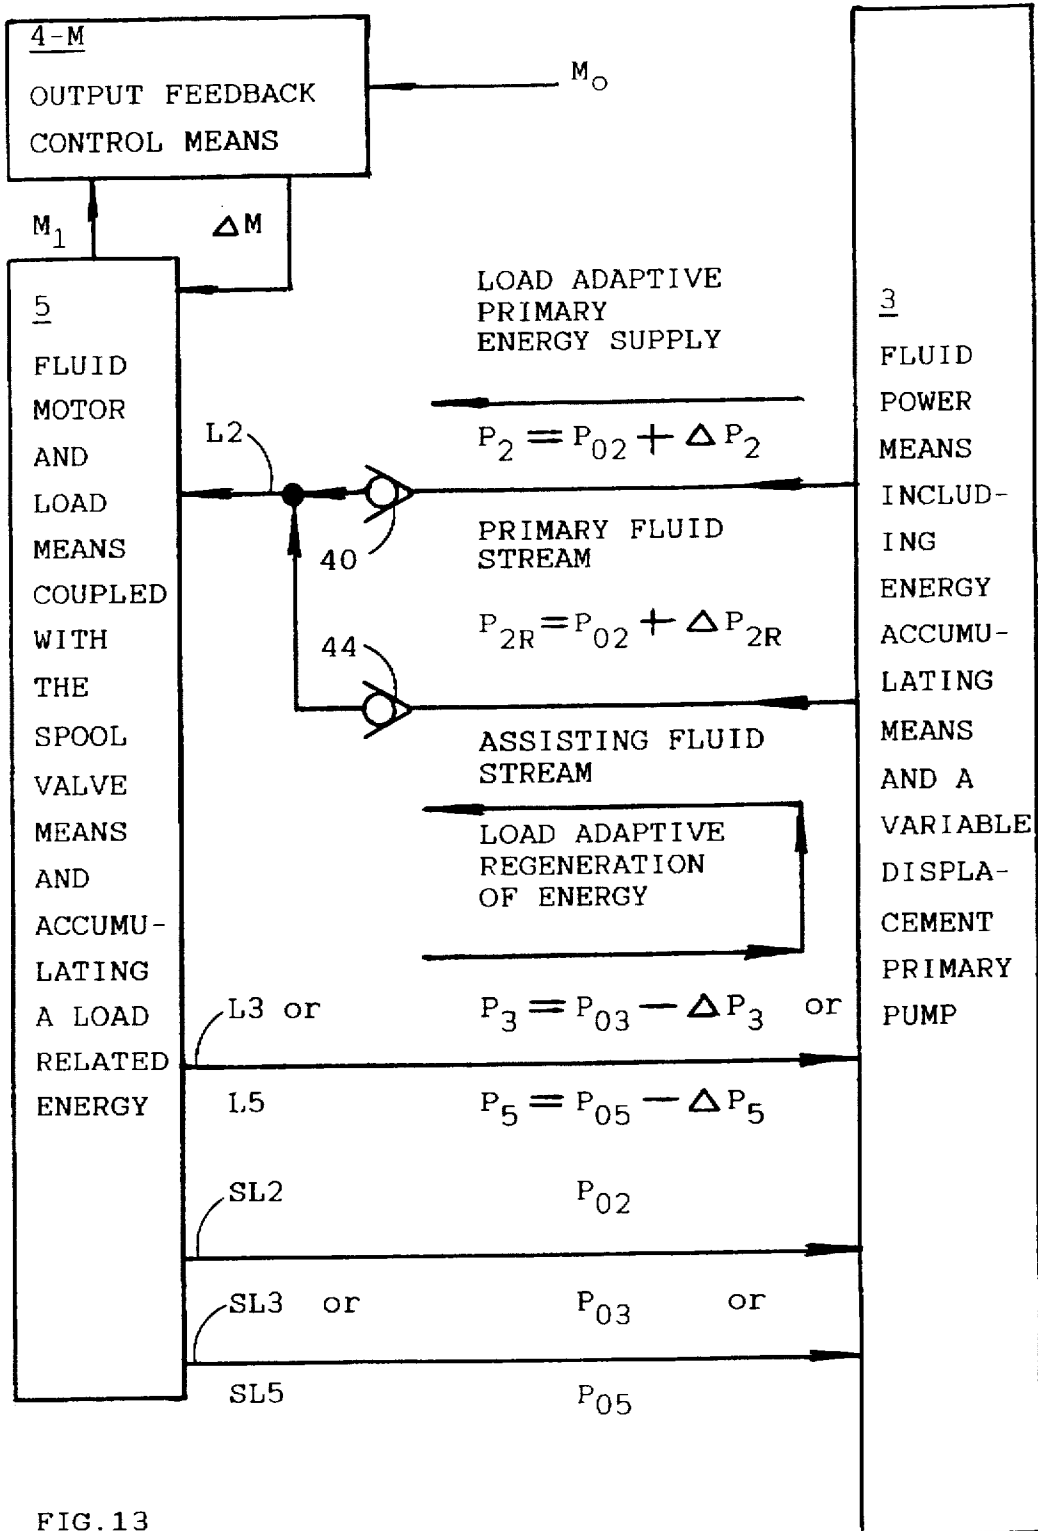 4-M
OUTPUT FEEDBACK
CONTROL MEANS
M₀
M₁
ΔM
5
FLUID
MOTOR
AND
LOAD
MEANS
COUPLED
WITH
THE
SPOOL
VALVE
MEANS
AND
ACCUMU-
LATING
A LOAD
RELATED
ENERGY
LOAD ADAPTIVE
PRIMARY
ENERGY SUPPLY
L2
P₂ = P₀₂ + ΔP₂
40
PRIMARY FLUID
STREAM
P₂R = P₀₂ + ΔP₂R
44
ASSISTING FLUID
STREAM
LOAD ADAPTIVE
REGENERATION
OF ENERGY
L3 or
P₃ = P₀₃ − ΔP₃ or
L5
P₅ = P₀₅ − ΔP₅
SL2
P₀₂
SL3 or
P₀₃ or
SL5
P₀₅
3
FLUID
POWER
MEANS
INCLUD-
ING
ENERGY
ACCUMU-
LATING
MEANS
AND A
VARIABLE
DISPLA-
CEMENT
PRIMARY
PUMP
FIG.13